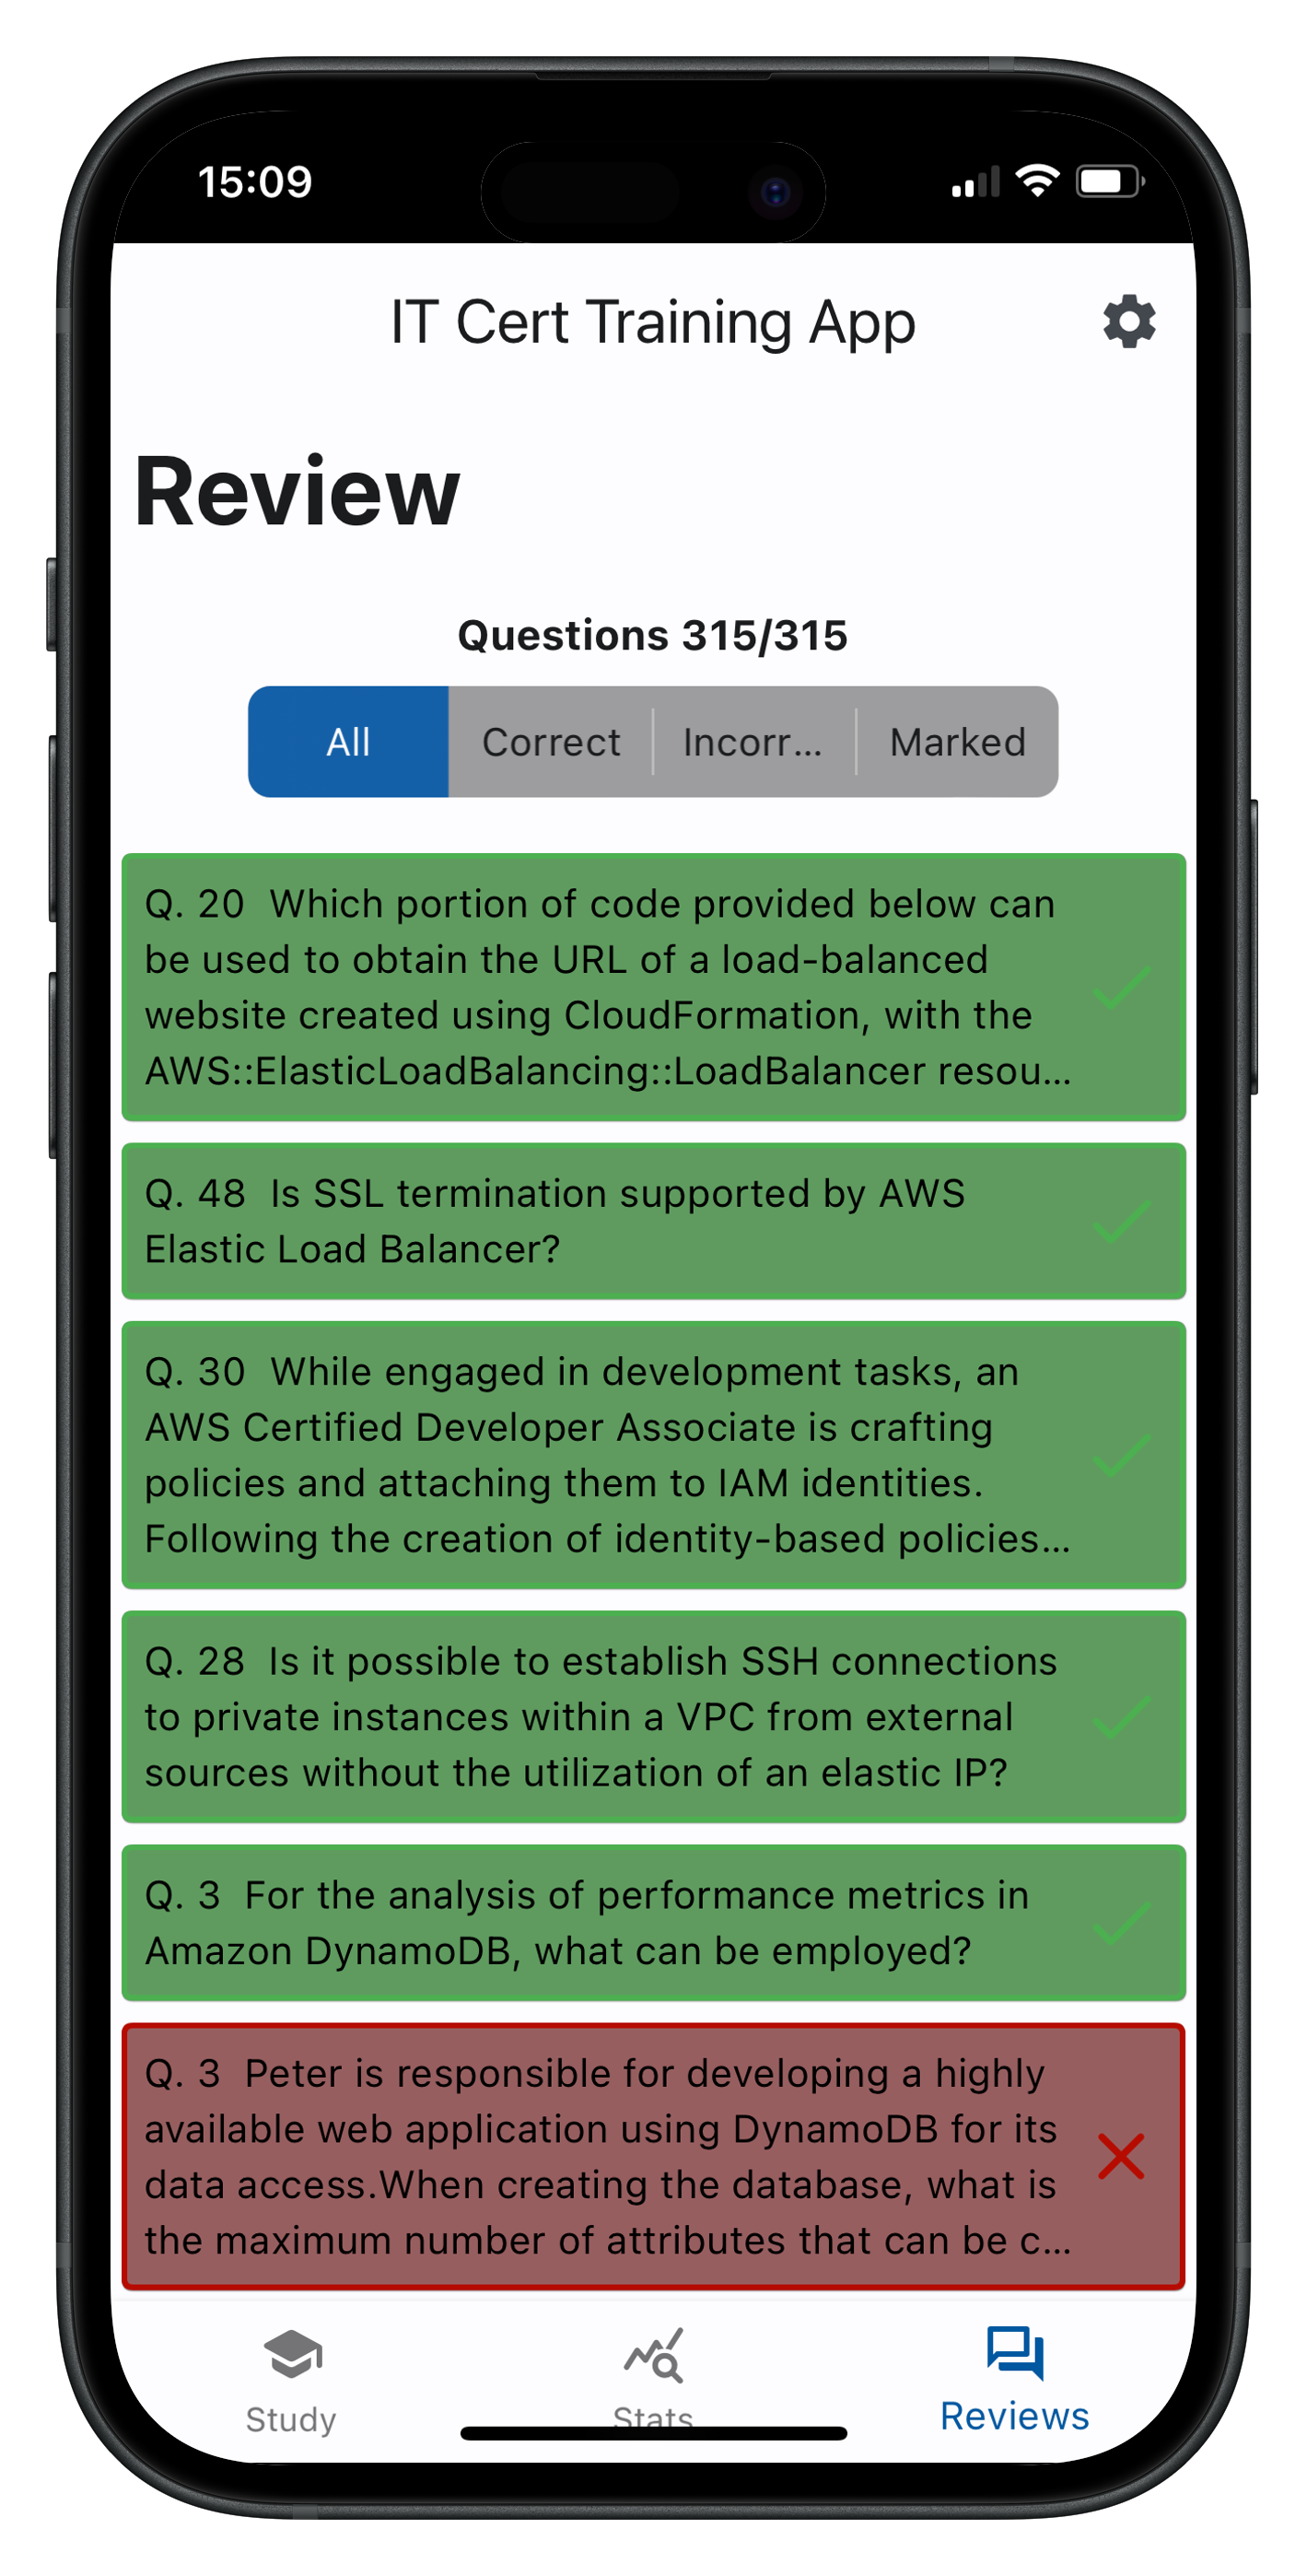 15:09
IT Cert Training App
Review
Questions 315/315
All Correct Incorr... Marked
Q. 20 Which portion of code provided below can
be used to obtain the URL of a load-balanced
website created using CloudFormation, with the
AWS::ElasticLoadBalancing::LoadBalancer resou...
Q. 48 Is SSL termination supported by AWS
Elastic Load Balancer?
Q. 30 While engaged in development tasks, an
AWS Certified Developer Associate is crafting
policies and attaching them to IAM identities.
Following the creation of identity-based policies...
Q. 28 Is it possible to establish SSH connections
to private instances within a VPC from external
sources without the utilization of an elastic IP?
Q. 3 For the analysis of performance metrics in
Amazon DynamoDB, what can be employed?
Q. 3 Peter is responsible for developing a highly
available web application using DynamoDB for its
data access.When creating the database, what is
the maximum number of attributes that can be c...
Study Stats Reviews